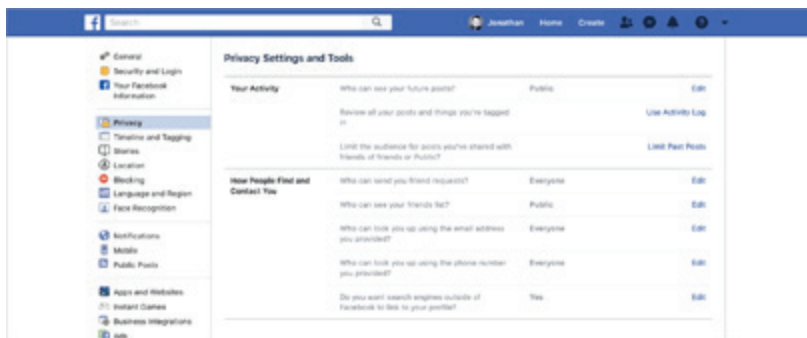 f Search
Jonathan Home Create
General
Security and Login
Your Facebook
Information
Privacy
Timeline and Tagging
Stories
Location
Blocking
Language and Region
Face Recognition
Notifications
Mobile
Public Posts
Apps and Websites
Instant Games
Business Integrations
Ads
Privacy Settings and Tools
Your Activity
Who can see your future posts? Public Edit
Review all your posts and things you're tagged Use Activity Log
in
Limit the audience for posts you've shared with Limit Past Posts
friends of friends or Public?
How People Find and
Contact You
Who can send you friend requests? Everyone Edit
Who can see your friends list? Public Edit
Who can look you up using the email address Everyone Edit
you provided?
Who can look you up using the phone number Everyone Edit
you provided?
Do you want search engines outside of Yes Edit
Facebook to link to your profile?